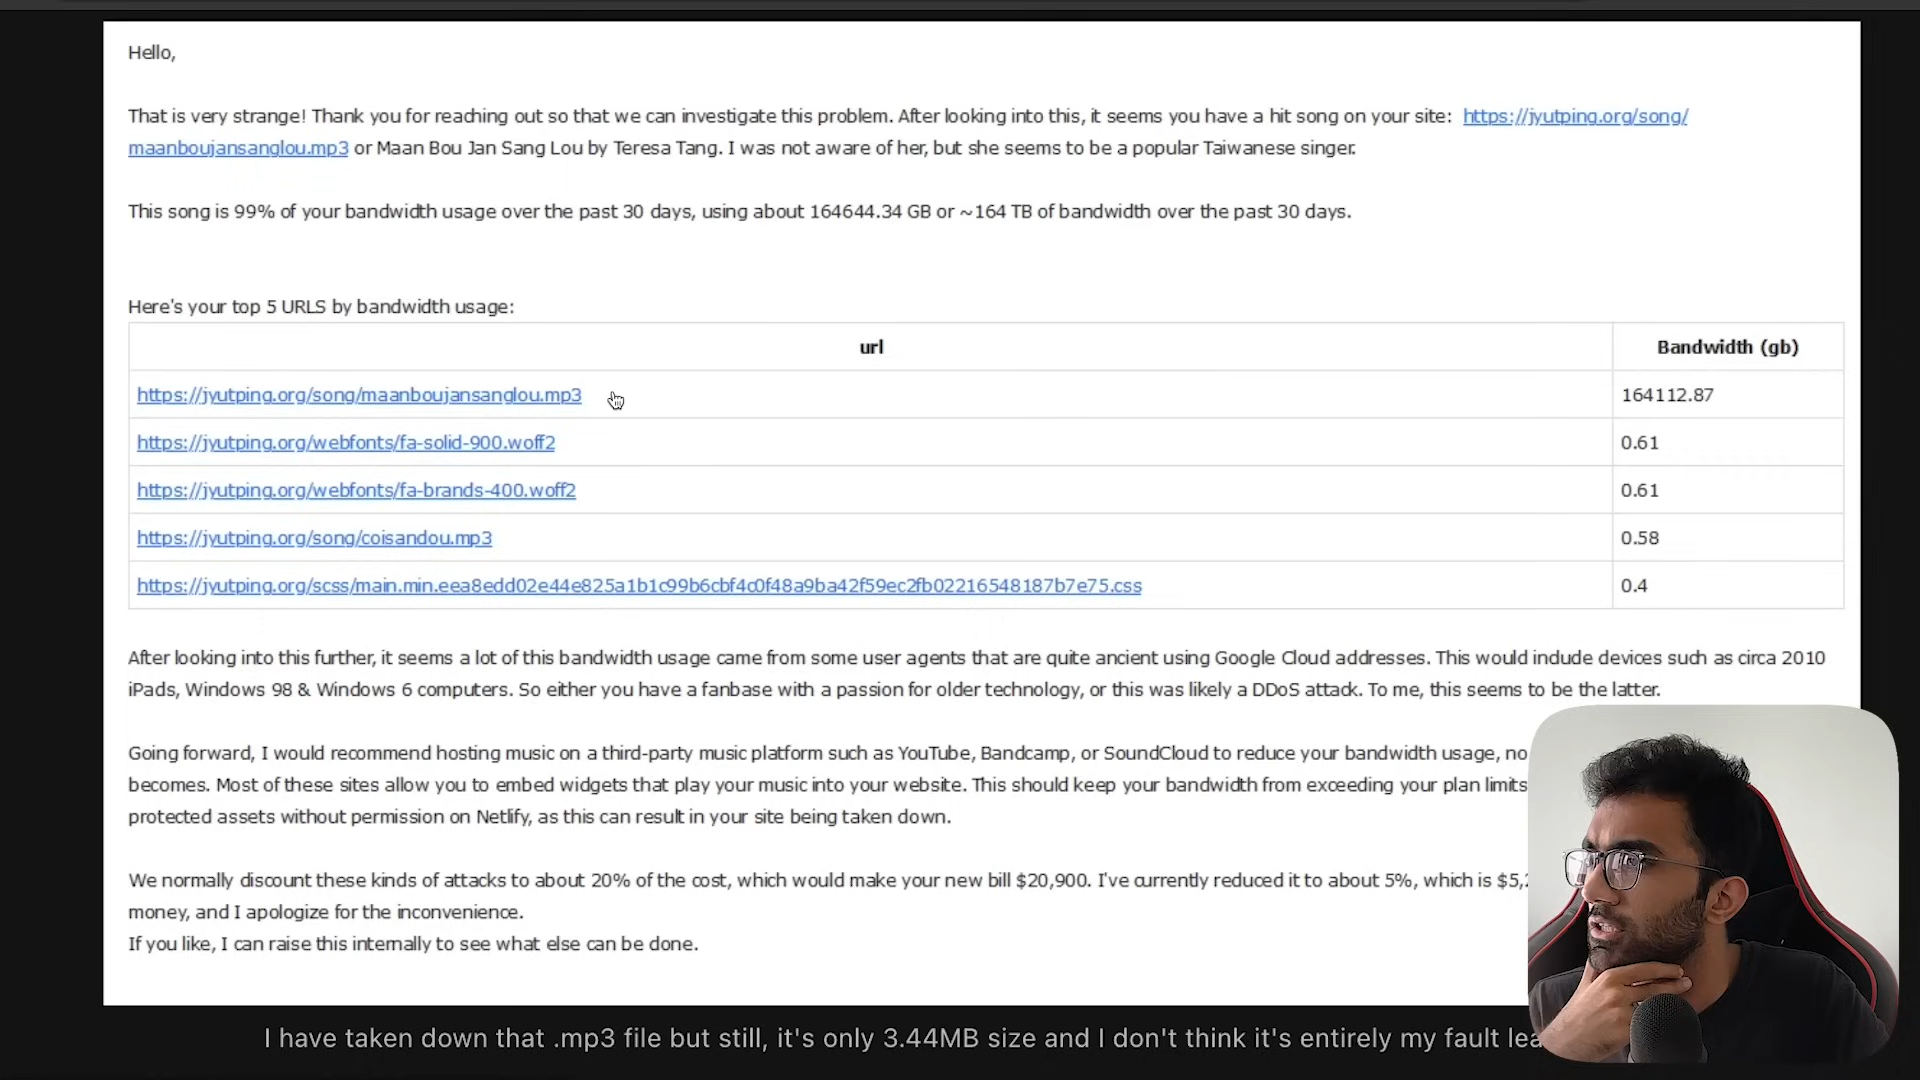 Hello,
That is very strange! Thank you for reaching out so that we can investigate this problem. After looking into this, it seems you have a hit song on your site: https://jyutping.org/song/
maanboujansanglou.mp3 or Maan Bou Jan Sang Lou by Teresa Tang. I was not aware of her, but she seems to be a popular Taiwanese singer.
This song is 99% of your bandwidth usage over the past 30 days, using about 164644.34 GB or ~164 TB of bandwidth over the past 30 days.
Here's your top 5 URLS by bandwidth usage:
url Bandwidth (gb)
https://jyutping.org/song/maanboujansanglou.mp3 164112.87
https://jyutping.org/webfonts/fa-solid-900.woff2 0.61
https://jyutping.org/webfonts/fa-brands-400.woff2 0.61
https://jyutping.org/song/coisandou.mp3 0.58
https://jyutping.org/scss/main.min.eea8edd02e44e825a1b1c99b6cbf4c0f48a9ba42f59ec2fb02216548187b7e75.css 0.4
After looking into this further, it seems a lot of this bandwidth usage came from some user agents that are quite ancient using Google Cloud addresses. This would include devices such as circa 2010
iPads, Windows 98 & Windows 6 computers. So either you have a fanbase with a passion for older technology, or this was likely a DDoS attack. To me, this seems to be the latter.
Going forward, I would recommend hosting music on a third-party music platform such as YouTube, Bandcamp, or SoundCloud to reduce your bandwidth usage, no
becomes. Most of these sites allow you to embed widgets that play your music into your website. This should keep your bandwidth from exceeding your plan limits
protected assets without permission on Netlify, as this can result in your site being taken down.
We normally discount these kinds of attacks to about 20% of the cost, which would make your new bill $20,900. I've currently reduced it to about 5%, which is $5,
money, and I apologize for the inconvenience.
If you like, I can raise this internally to see what else can be done.
I have taken down that .mp3 file but still, it's only 3.44MB size and I don't think it's entirely my fault